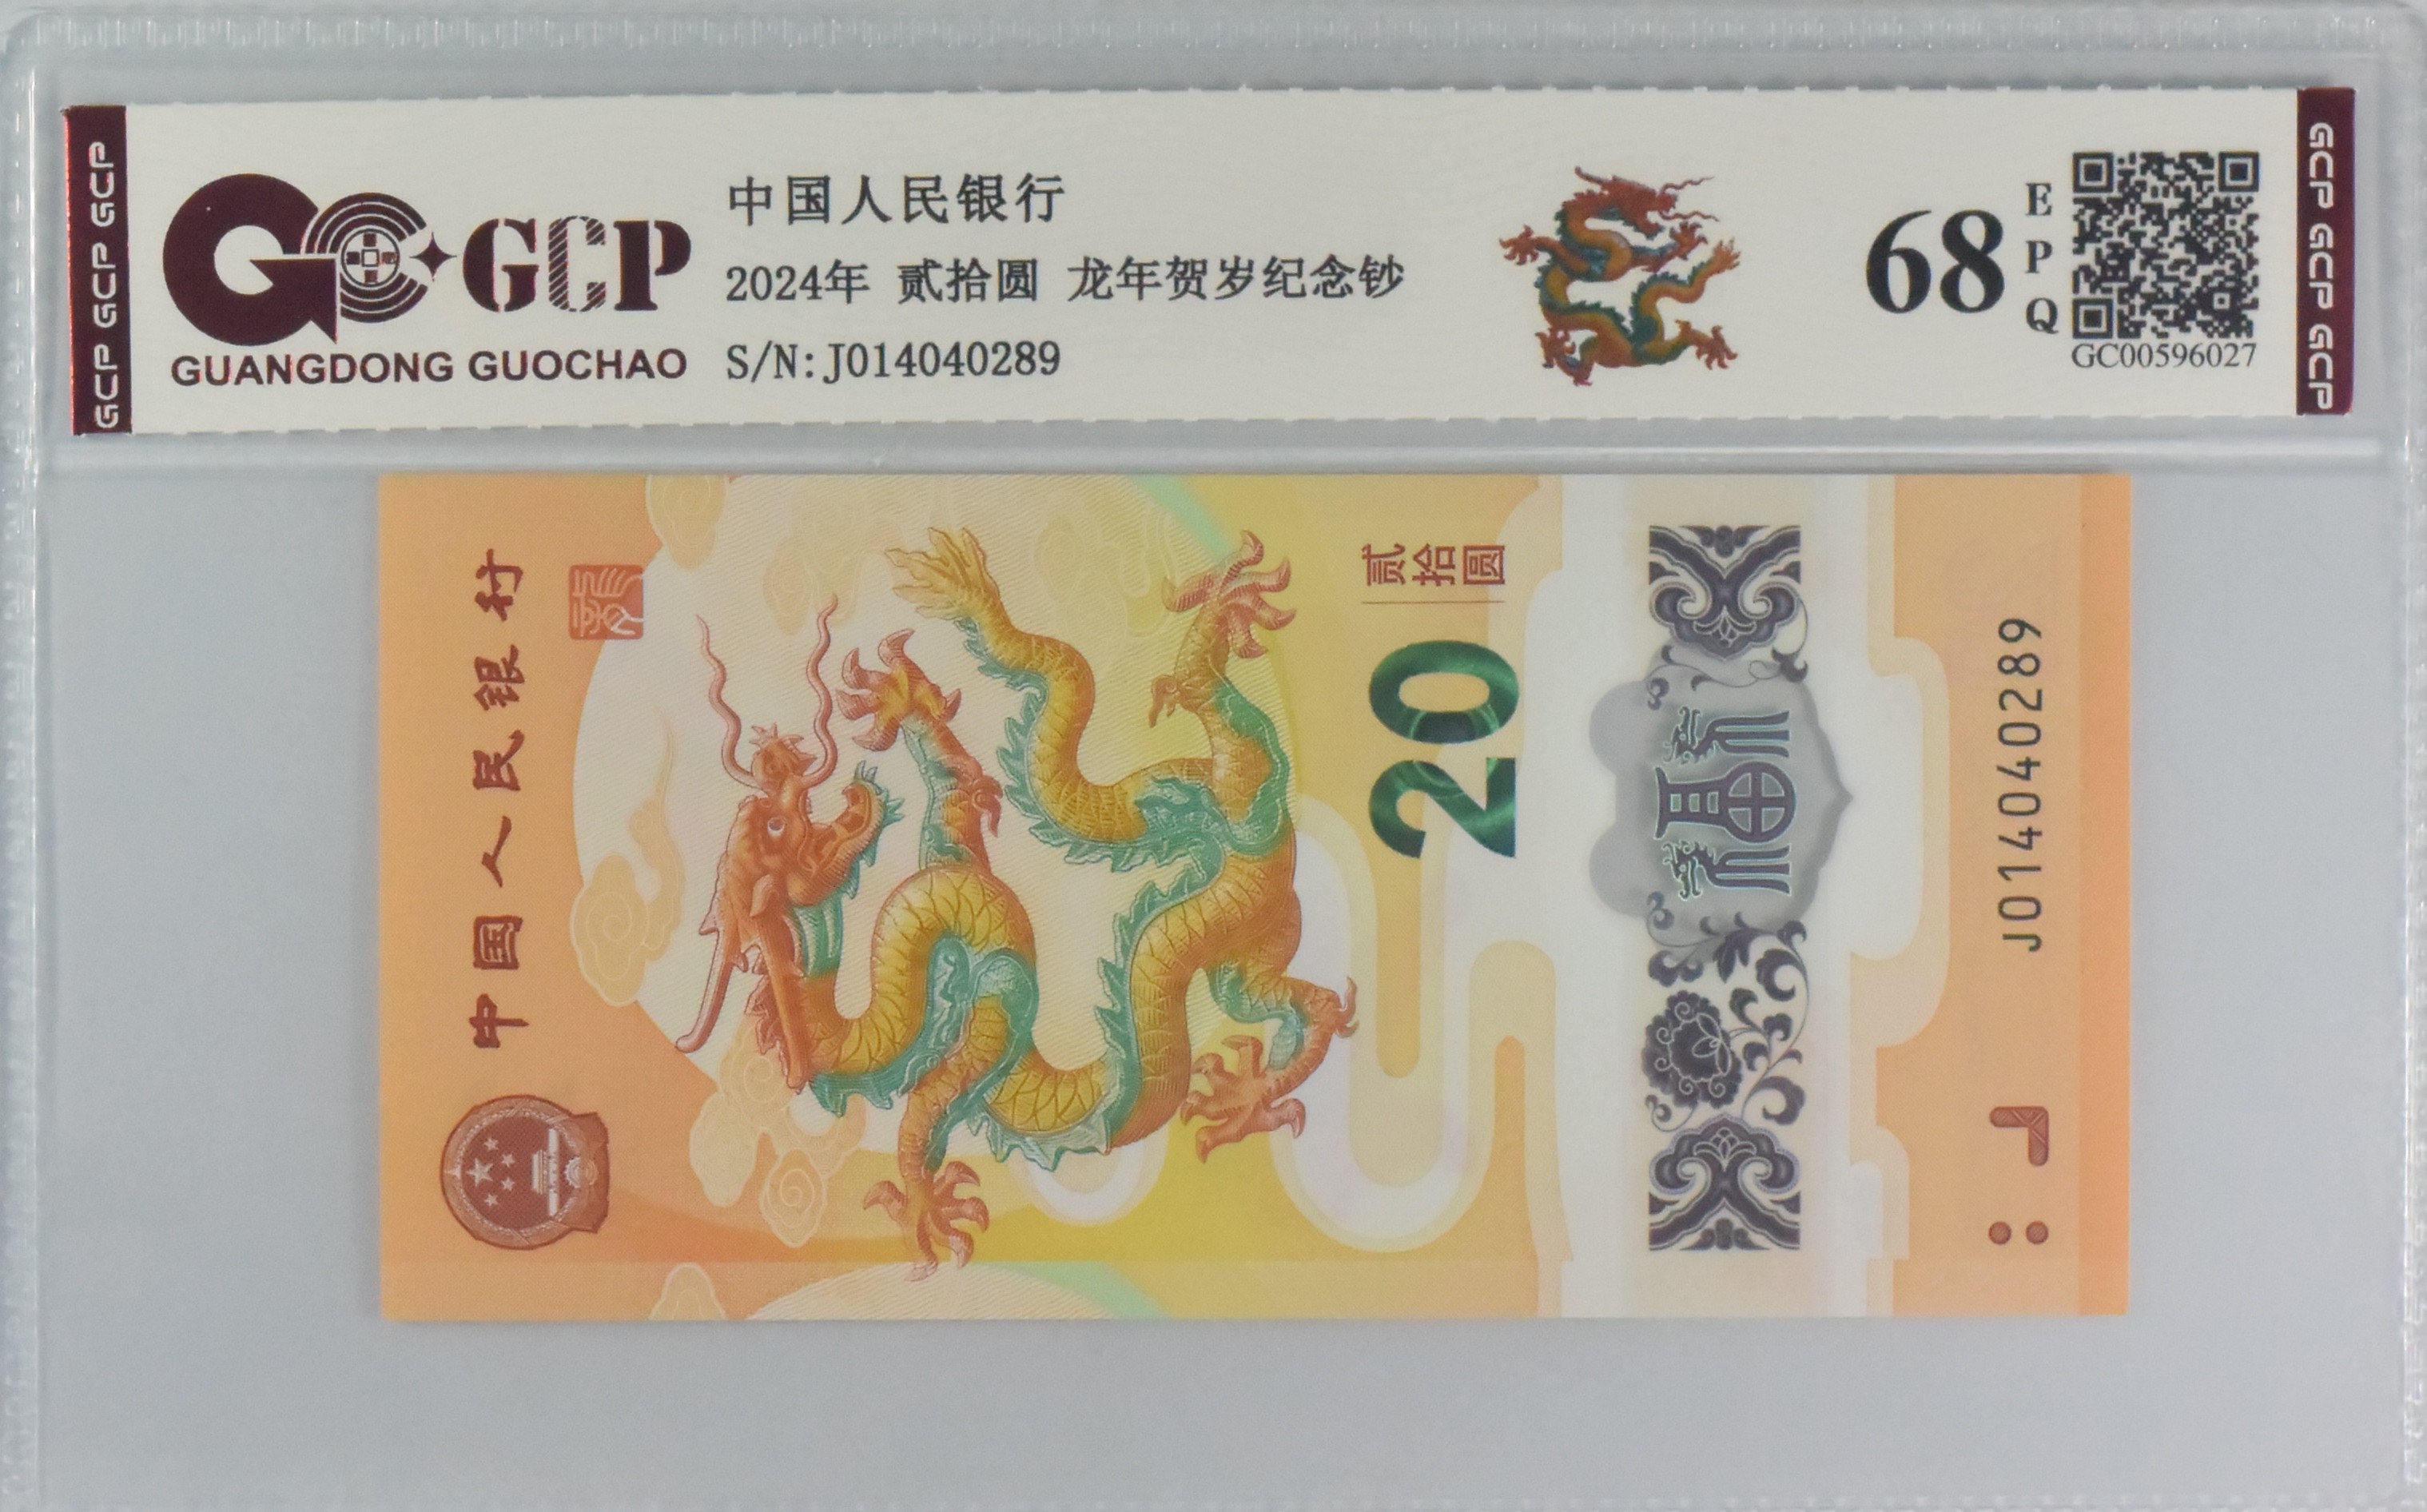 GCP GCP GCP
GUANGDONG GUOCHAO
GCP
中国人民银行
2024年 贰拾圆 龙年贺岁纪念钞
S/N:J014040289
68
EPQ
GC00596027
GCP GCP GCP
中国人民银行
贰拾圆
20
福
J014040289